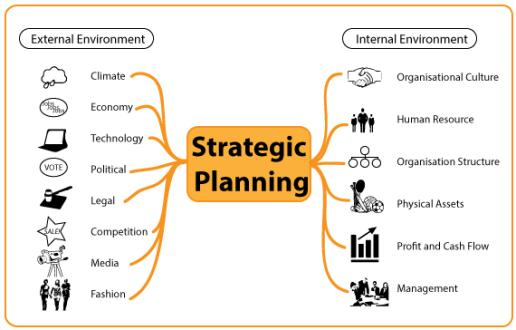 External Environment
Climate
Economy
Technology
VOTE
Political
Legal
SALE!
Competition
Media
Fashion
Strategic
Planning
Internal Environment
Organisational Culture
Human Resource
Organisation Structure
Physical Assets
Profit and Cash Flow
Management